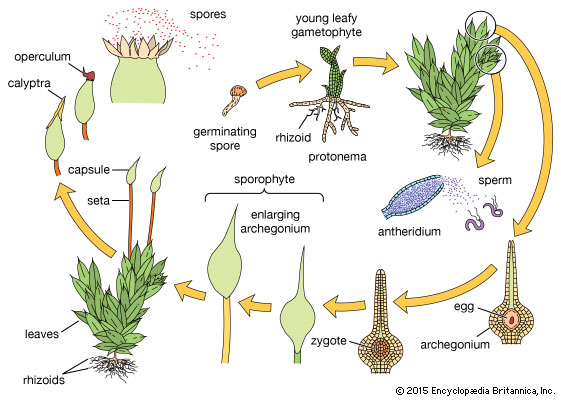 spores
young leafy
gametophyte
operculum
calyptra
germinating
spore
rhizoid
protonema
capsule
seta
sporophyte
enlarging
archegonium
sperm
antheridium
leaves
rhizoids
zygote
egg
archegonium
© 2015 Encyclopædia Britannica, Inc.